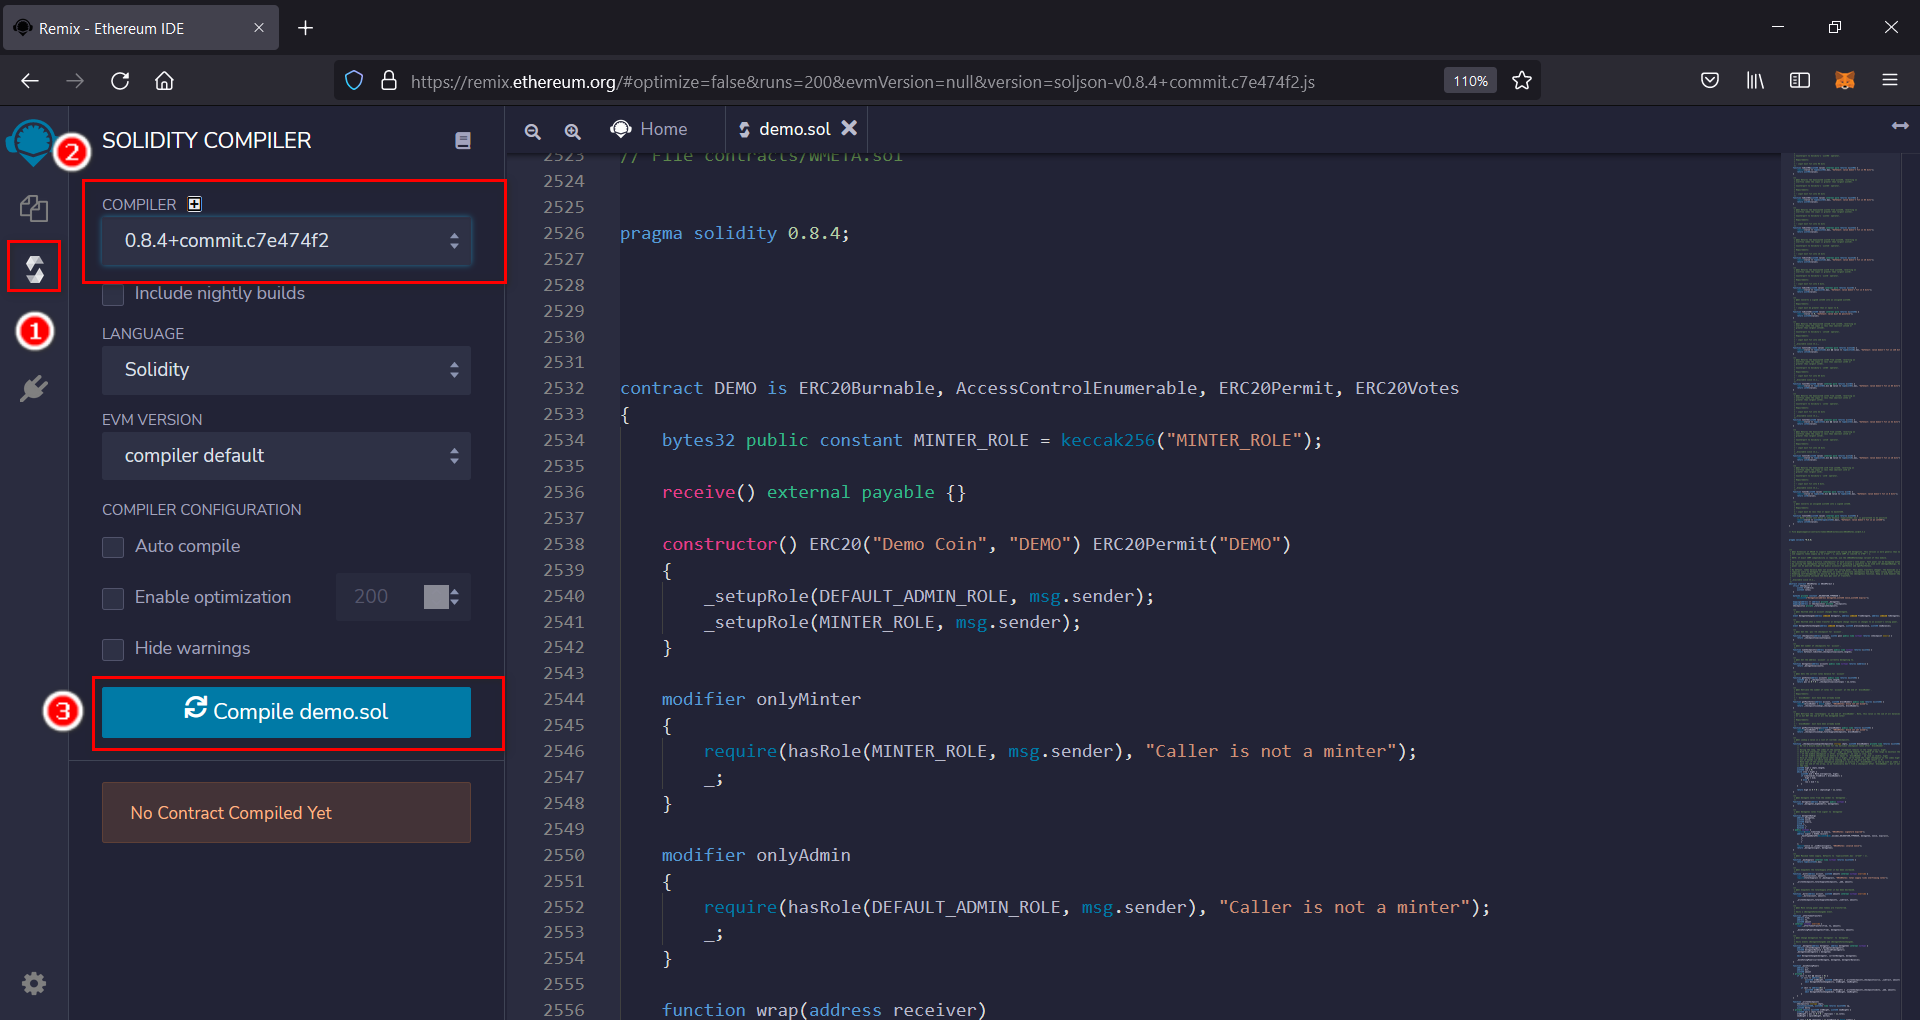 Remix - Ethereum IDE
https://remix.ethereum.org/#optimize=false&runs=200&evmVersion=null&version=soljson-v0.8.4+commit.c7e474f2.js
110%
2
SOLIDITY COMPILER
COMPILER
0.8.4+commit.c7e474f2
Include nightly builds
1
LANGUAGE
Solidity
EVM VERSION
compiler default
COMPILER CONFIGURATION
Auto compile
Enable optimization 200
Hide warnings
3
Compile demo.sol
No Contract Compiled Yet
Home
demo.sol
2523 // File contracts/WMETA.sol
2524
2525
2526 pragma solidity 0.8.4;
2527
2528
2529
2530
2531
2532 contract DEMO is ERC20Burnable, AccessControlEnumerable, ERC20Permit, ERC20Votes
2533 {
2534 bytes32 public constant MINTER_ROLE = keccak256("MINTER_ROLE");
2535
2536 receive() external payable {}
2537
2538 constructor() ERC20("Demo Coin", "DEMO") ERC20Permit("DEMO")
2539 {
2540 _setupRole(DEFAULT_ADMIN_ROLE, msg.sender);
2541 _setupRole(MINTER_ROLE, msg.sender);
2542 }
2543
2544 modifier onlyMinter
2545 {
2546 require(hasRole(MINTER_ROLE, msg.sender), "Caller is not a minter");
2547 _;
2548 }
2549
2550 modifier onlyAdmin
2551 {
2552 require(hasRole(DEFAULT_ADMIN_ROLE, msg.sender), "Caller is not a minter");
2553 _;
2554 }
2555
2556 function wrap(address receiver)